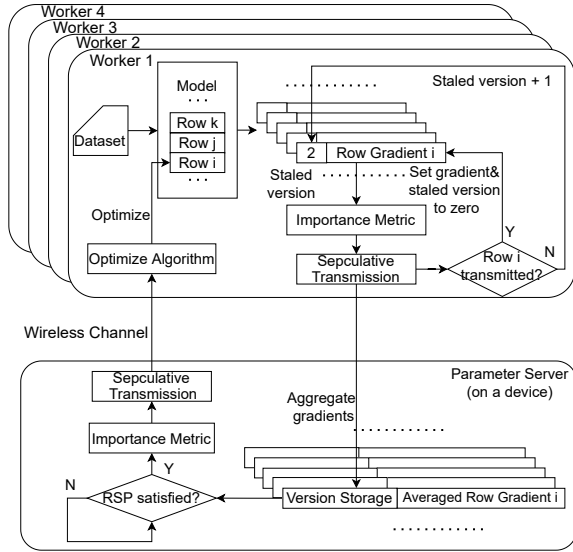 Worker 4
Worker 3
Worker 2
Worker 1
Model
. . .
Row k
Row j
Row i
. . .
Dataset
Optimize
Optimize Algorithm
. . . . . . . . . . . .
Staled version + 1
2
Row Gradient i
. . . . . . . . . . . .
Staled
version
Set gradient&
staled version
to zero
Importance Metric
Sepculative
Transmission
Row i
transmitted?
Y
N
Wireless Channel
Parameter Server
(on a device)
Sepculative
Transmission
Importance Metric
Y
N
RSP satisfied?
Aggregate
gradients
. . . . . . . . . . . .
Version Storage
Averaged Row Gradient i
. . . . . . . . . . . .